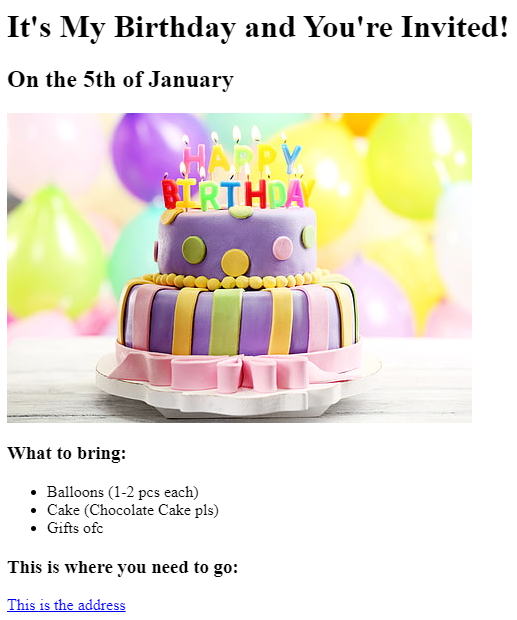 It's My Birthday and You're Invited!
On the 5th of January
HAPPY
BIRTHDAY
What to bring:
Balloons (1-2 pcs each)
Cake (Chocolate Cake pls)
Gifts ofc
This is where you need to go:
This is the address